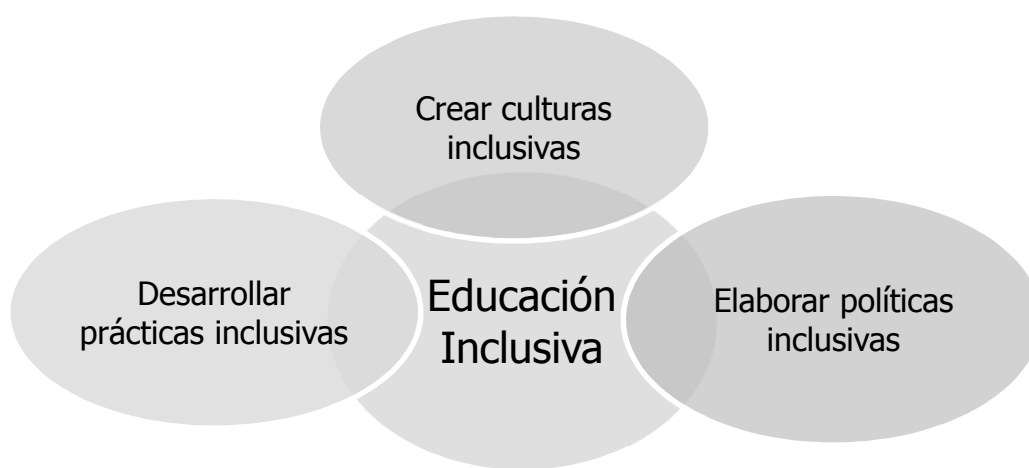 Crear culturas
inclusivas
Desarrollar
prácticas inclusivas
Educación
Inclusiva
Elaborar políticas
inclusivas